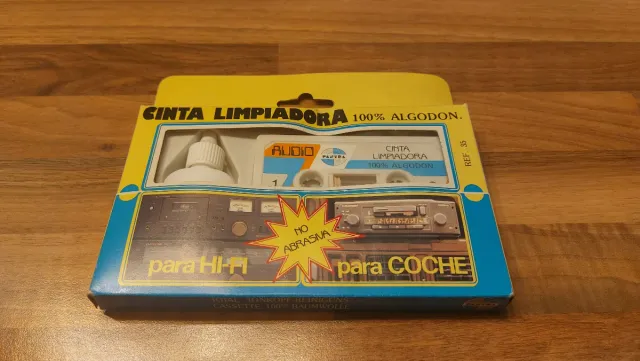 CINTA LIMPIADORA 100% ALGODON.
REF. 35
AUDIO
7
1
CINTA
LIMPIADORA
100% ALGODON
NO
ABRASIVA
para HI-FI
para COCHE